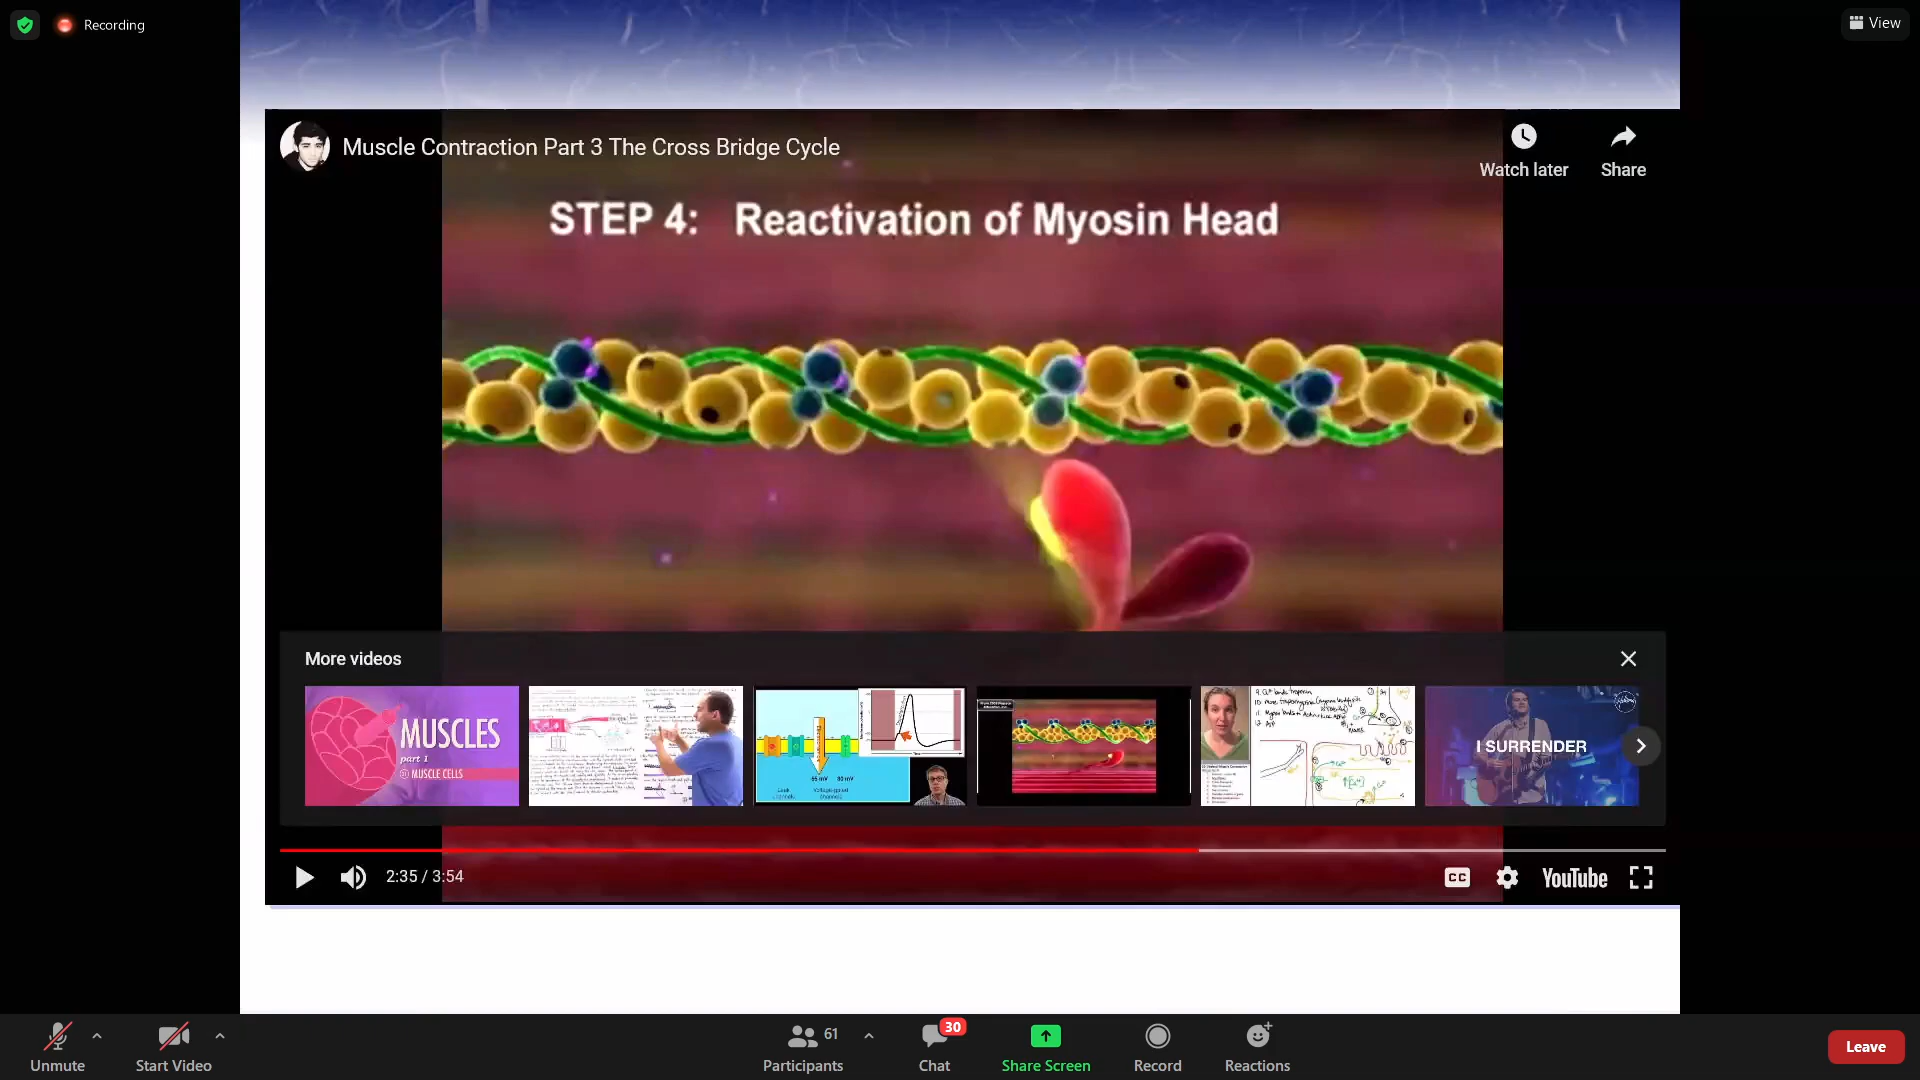 Recording
View
Muscle Contraction Part 3 The Cross Bridge Cycle
Watch later
Share
STEP 4: Reactivation of Myosin Head
More videos
MUSCLES
part 1
MUSCLE CELLS
I SURRENDER
2:35 / 3:54
CC
YouTube
Unmute
Start Video
61
Participants
30
Chat
Share Screen
Record
Reactions
Leave